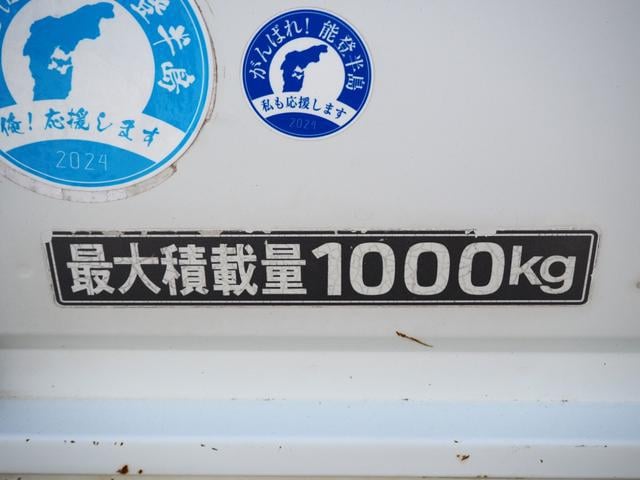 登半島
俺！応援します
2024
がんばれ！能登半島
私も応援します
2024
最大積載量1000kg